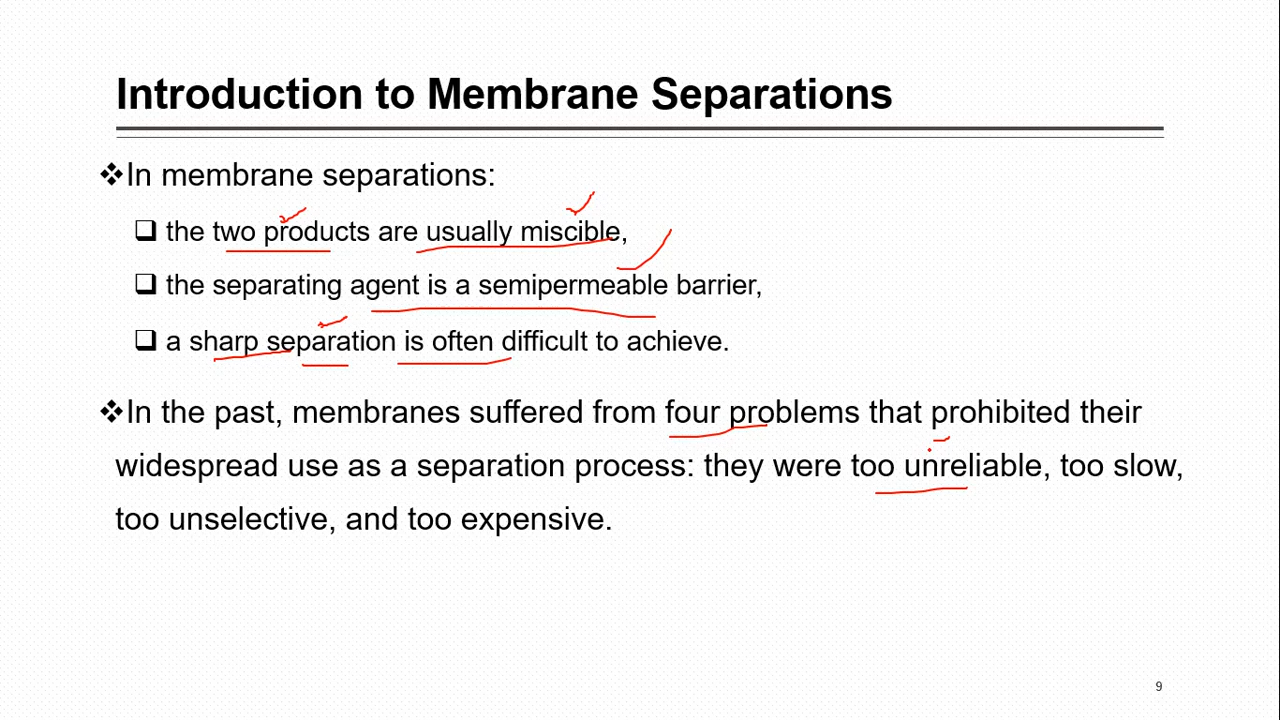 Introduction to Membrane Separations
❖In membrane separations:
❑ the two products are usually miscible,
❑ the separating agent is a semipermeable barrier,
❑ a sharp separation is often difficult to achieve.
❖In the past, membranes suffered from four problems that prohibited their
widespread use as a separation process: they were too unreliable, too slow,
too unselective, and too expensive.
9